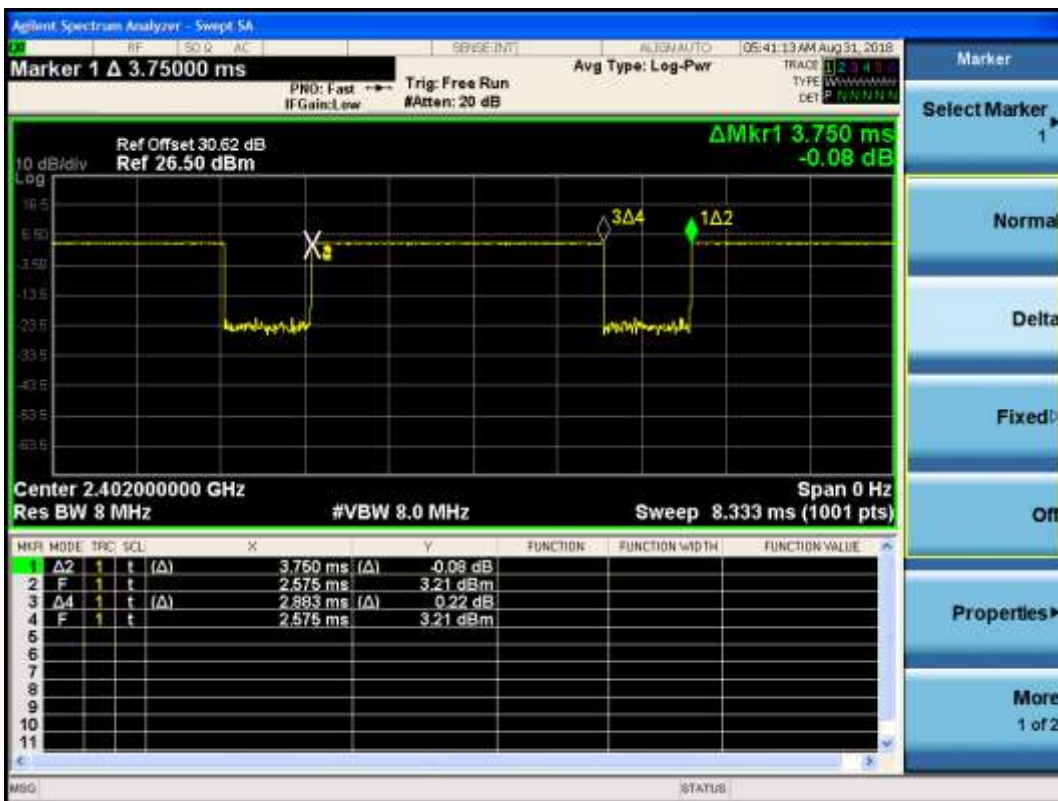 Agilent Spectrum Analyzer - Swept SA
RF 50 Ω AC SENSE:INT ALIGN AUTO 05:41:13 AM Aug 31, 2018
Marker 1 Δ 3.75000 ms
PNO: Fast
IFGain:Low
Trig: Free Run
#Atten: 20 dB
Avg Type: Log-Pwr
TRACE 1 2 3 4 5 6
TYPE
DET P N N N N N
Marker
Select Marker
1
Normal
Delta
Fixed
Off
Properties
More
1 of 2
ΔMkr1 3.750 ms
-0.08 dB
Ref Offset 30.62 dB
10 dB/div Ref 26.50 dBm
Log
16.5
6.50
-3.50
-13.5
-23.5
-33.5
-43.5
-53.5
-63.5
3Δ4
1Δ2
Center 2.402000000 GHz Span 0 Hz
Res BW 8 MHz #VBW 8.0 MHz Sweep 8.333 ms (1001 pts)
MKR MODE TRC SCL X Y FUNCTION FUNCTION WIDTH FUNCTION VALUE
1 Δ2 1 t (Δ) 3.750 ms (Δ) -0.08 dB
2 F 1 t 2.575 ms 3.21 dBm
3 Δ4 1 t (Δ) 2.883 ms (Δ) 0.22 dB
4 F 1 t 2.575 ms 3.21 dBm
5
6
7
8
9
10
11
MSG STATUS